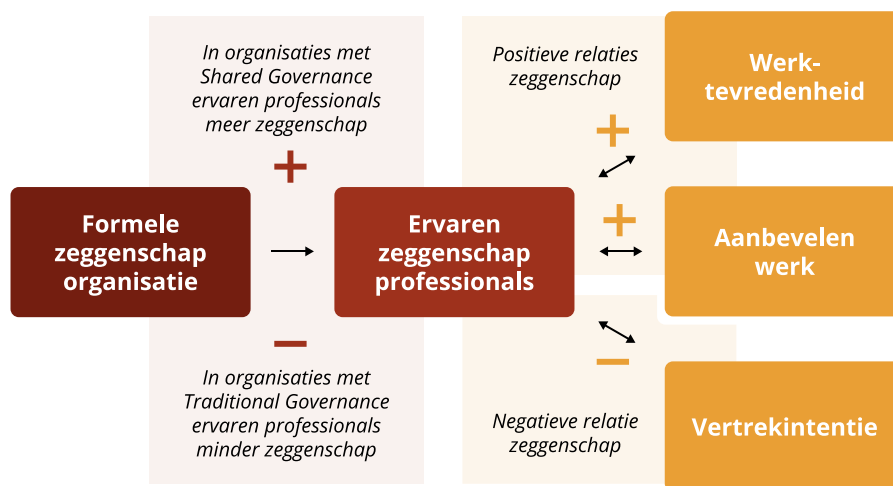 In organisaties met
Shared Governance
ervaren professionals
meer zeggenschap
+
Formele
zeggenschap
organisatie
Ervaren
zeggenschap
professionals
−
In organisaties met
Traditional Governance
ervaren professionals
minder zeggenschap
Positieve relaties
zeggenschap
+
Werk-
tevredenheid
+
Aanbevelen
werk
−
Negatieve relatie
zeggenschap
Vertrekintentie